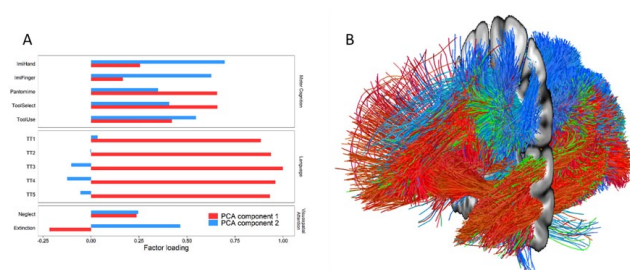 A
B
ImiHand
ImiFinger
Pantomime
ToolSelect
ToolUse
Motor Cognition
TT1
TT2
TT3
TT4
TT5
Language
Neglect
Extinction
Visuospatial
Attention
PCA component 1
PCA component 2
-0.25
0.00
0.25
0.50
0.75
1.00
Factor loading